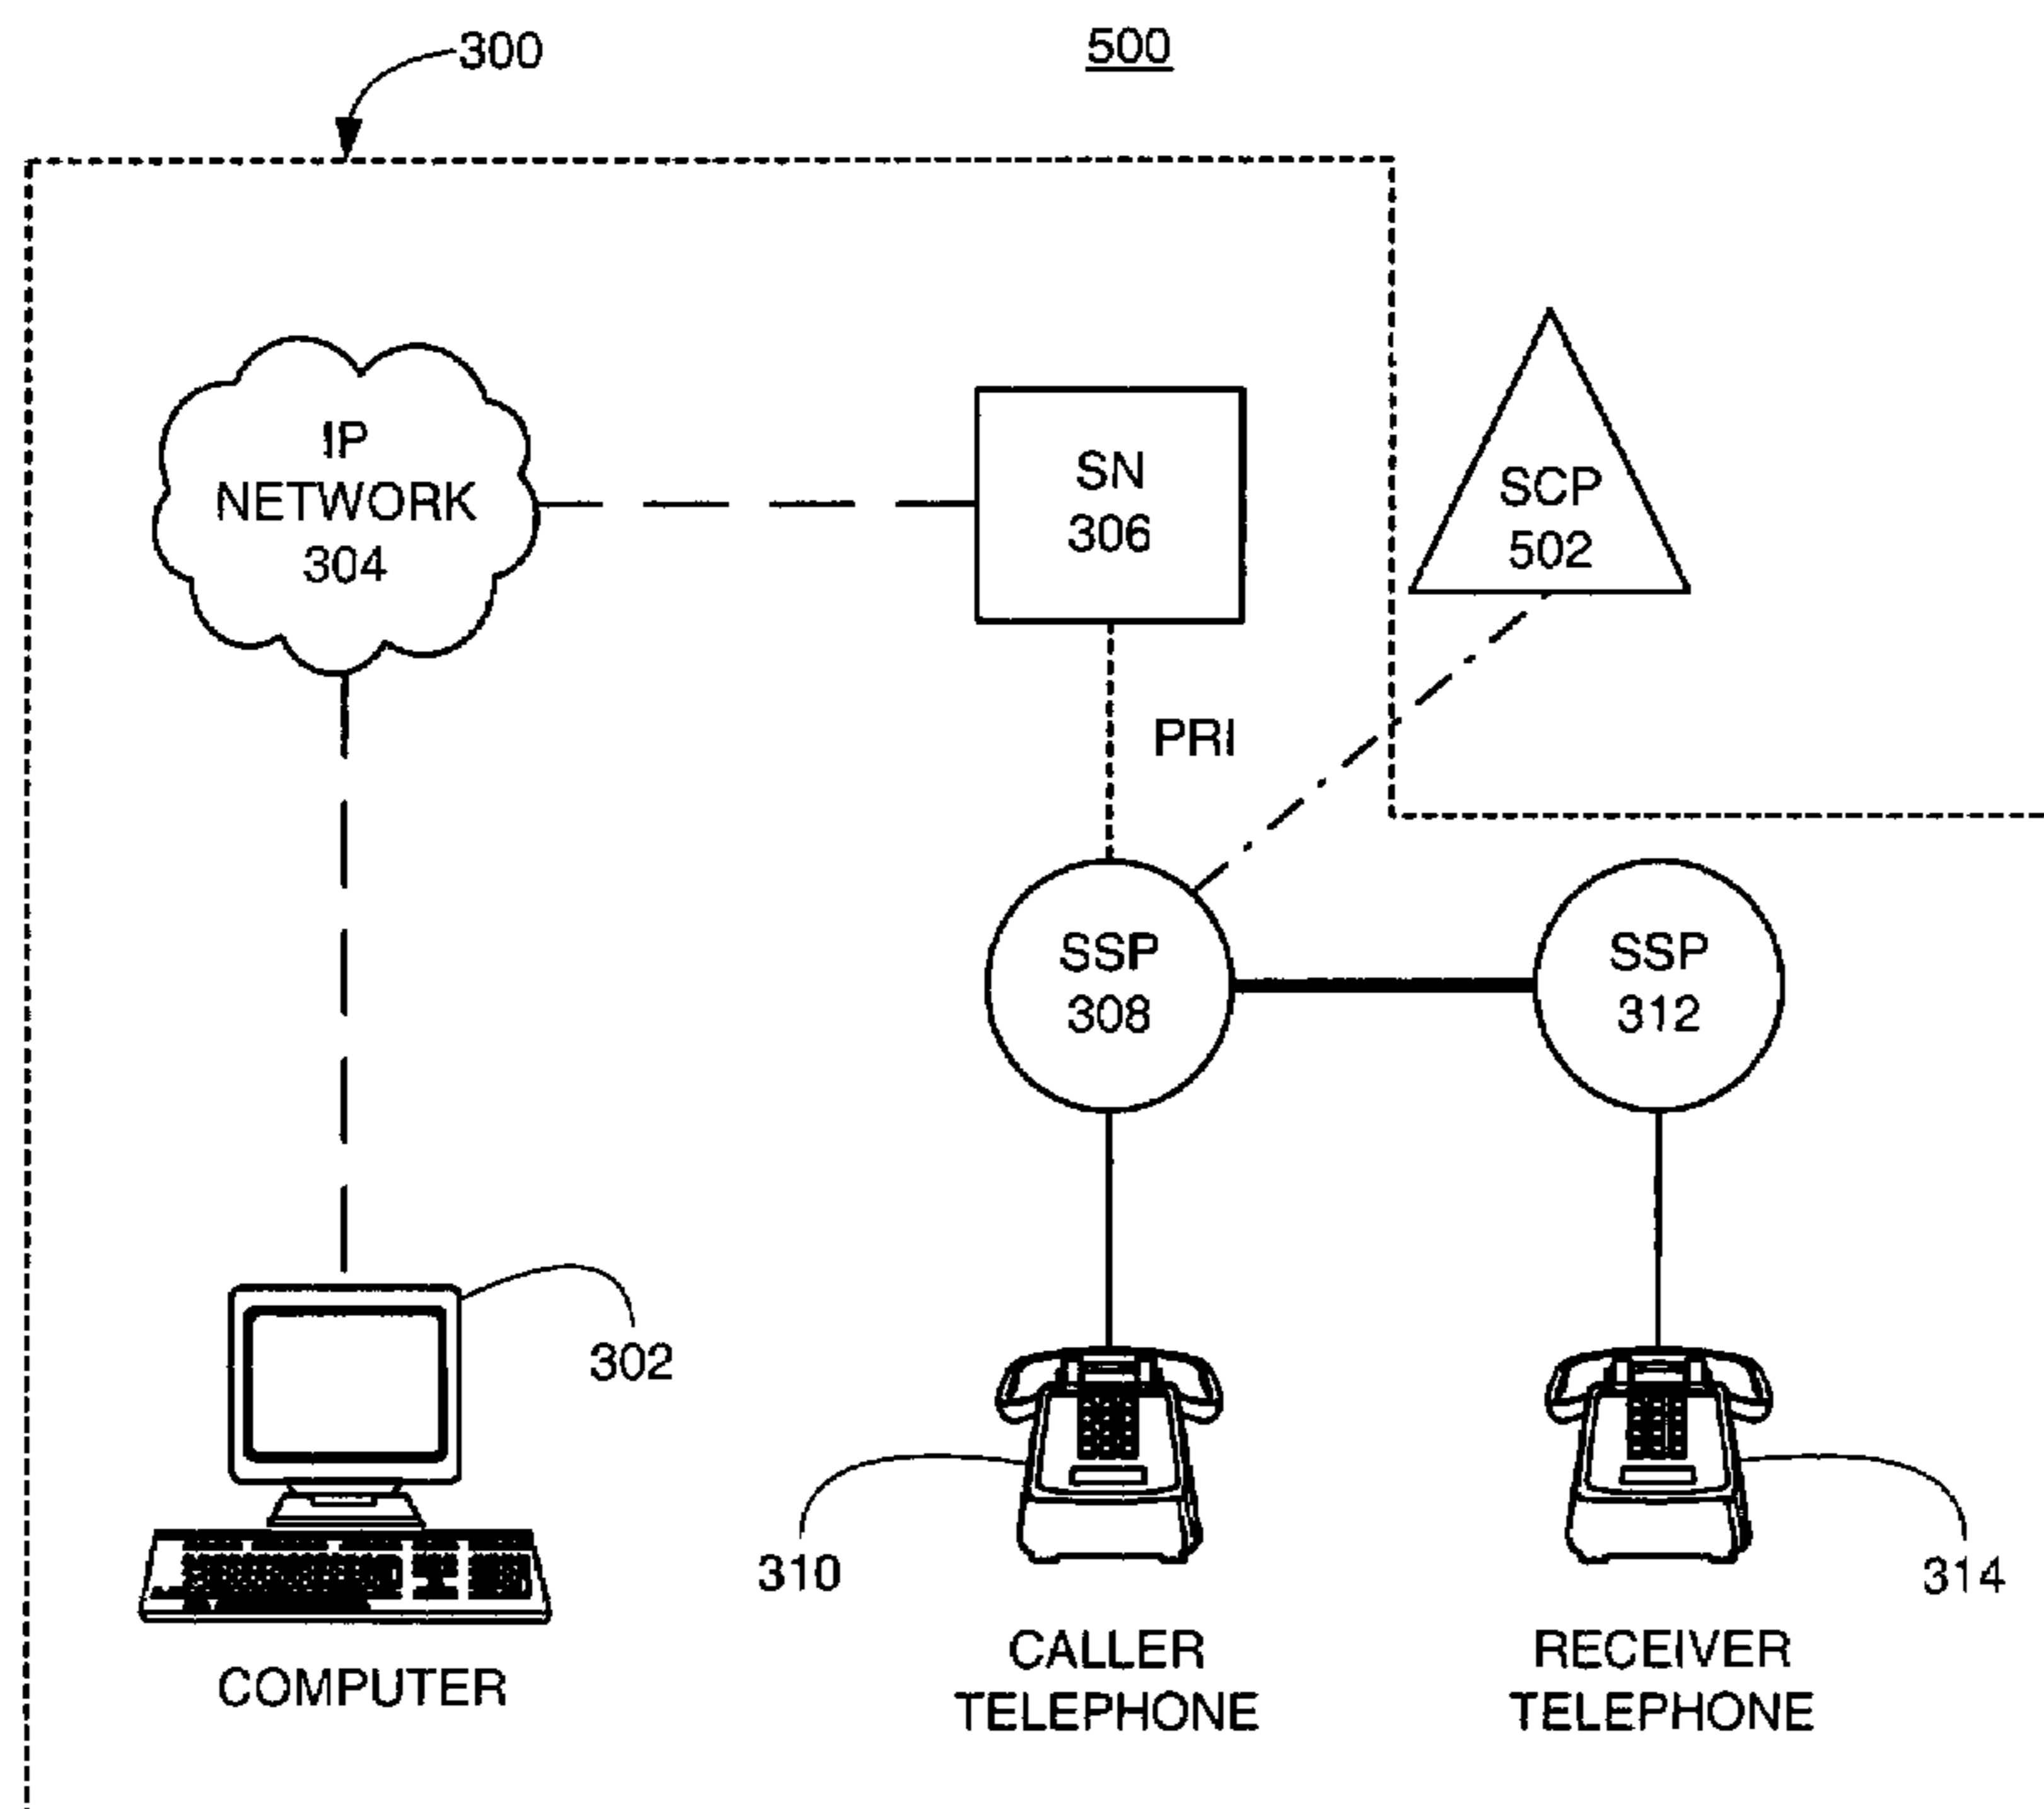 300
500
IP
NETWORK
304
SN
306
SCP
502
PRI
SSP
308
SSP
312
302
310
314
COMPUTER
CALLER
TELEPHONE
RECEIVER
TELEPHONE